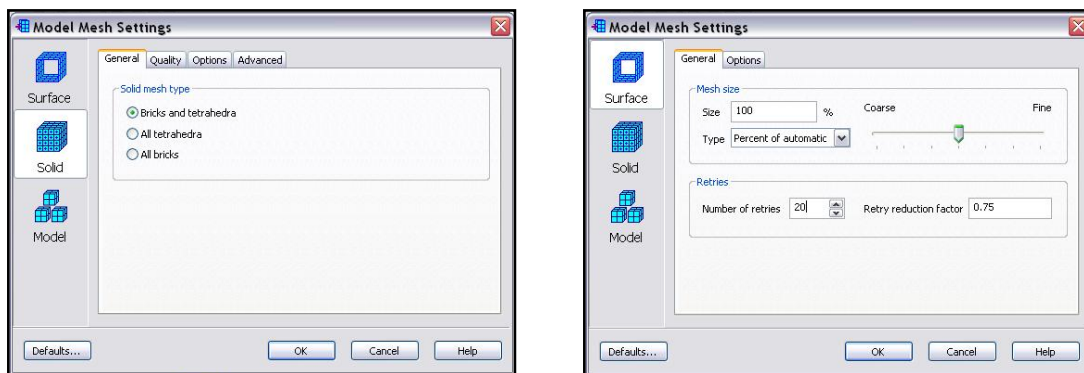 Model Mesh Settings
Surface
Solid
Model
General Quality Options Advanced
Solid mesh type
Bricks and tetrahedra
All tetrahedra
All bricks
Defaults... OK Cancel Help
Model Mesh Settings
Surface
Solid
Model
General Options
Mesh size
Size 100 % Coarse Fine
Type Percent of automatic
Retries
Number of retries 20 Retry reduction factor 0.75
Defaults... OK Cancel Help